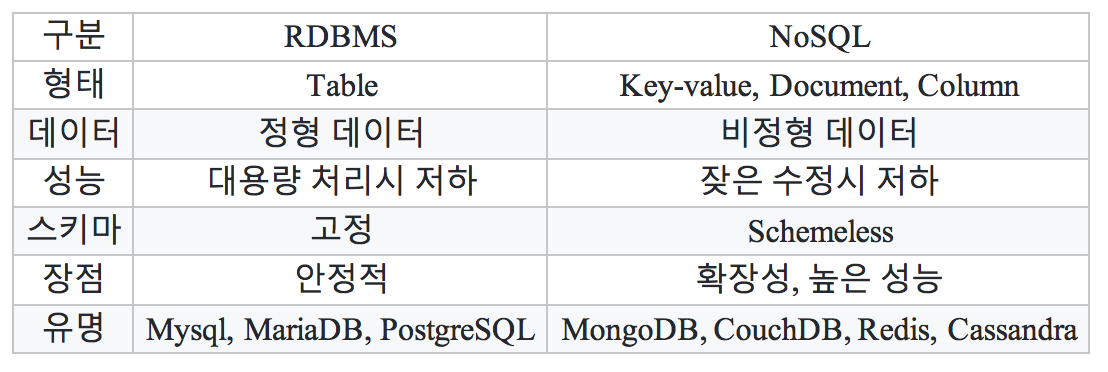 구분 RDBMS NoSQL
형태 Table Key-value, Document, Column
데이터 정형 데이터 비정형 데이터
성능 대용량 처리시 저하 잦은 수정시 저하
스키마 고정 Schemeless
장점 안정적 확장성, 높은 성능
유명 Mysql, MariaDB, PostgreSQL MongoDB, CouchDB, Redis, Cassandra